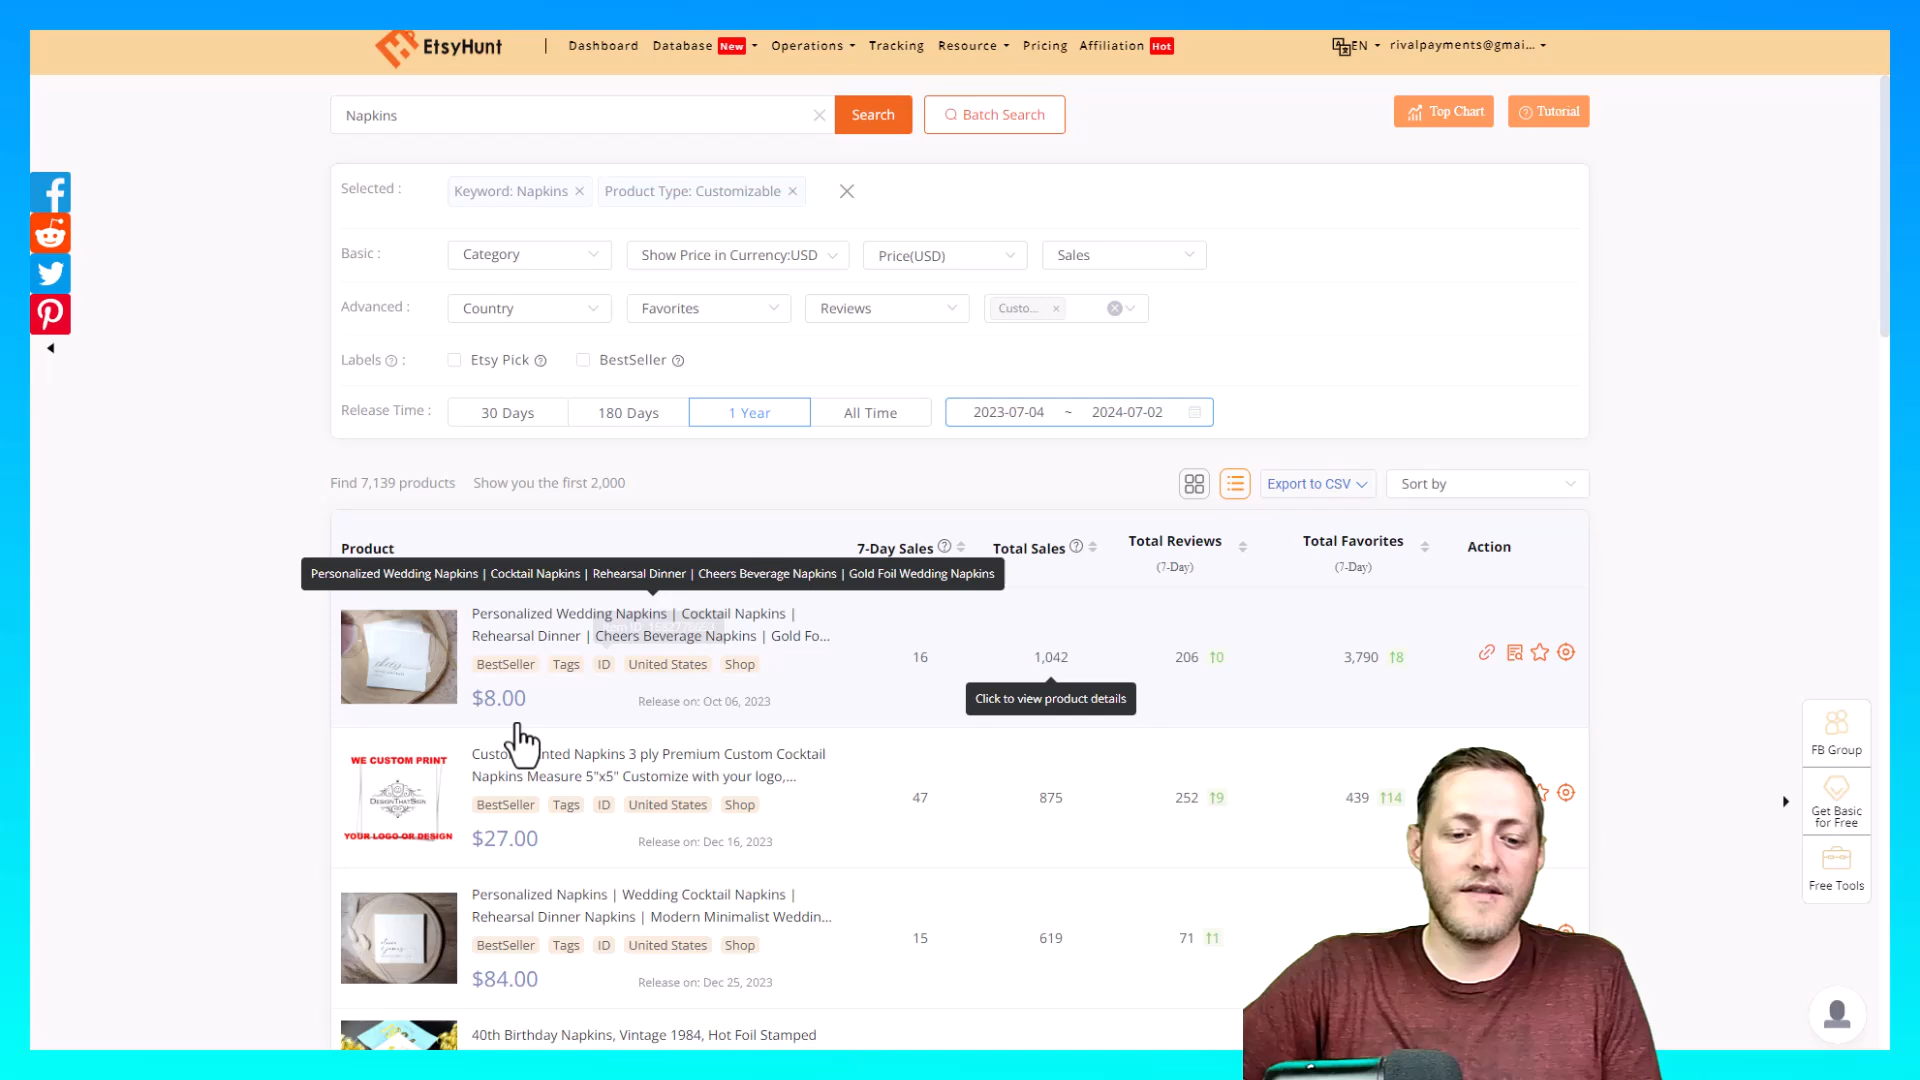 EtsyHunt
Dashboard Database New Operations Tracking Resource Pricing Affiliation Hot
EN rivalpayments@gmai...
Napkins
Search
Batch Search
Top Chart
Tutorial
Selected :
Keyword: Napkins
Product Type: Customizable
Basic :
Category
Show Price in Currency:USD
Price(USD)
Sales
Advanced :
Country
Favorites
Reviews
Custo...
Labels :
Etsy Pick
BestSeller
Release Time :
30 Days
180 Days
1 Year
All Time
2023-07-04 ~ 2024-07-02
Find 7,139 products Show you the first 2,000
Export to CSV
Sort by
Product
7-Day Sales
Total Sales
Total Reviews
(7-Day)
Total Favorites
(7-Day)
Action
Personalized Wedding Napkins | Cocktail Napkins | Rehearsal Dinner | Cheers Beverage Napkins | Gold Foil Wedding Napkins
Personalized Wedding Napkins | Cocktail Napkins |
Rehearsal Dinner | Cheers Beverage Napkins | Gold Fo...
BestSeller Tags ID United States Shop
$8.00
Release on: Oct 06, 2023
16
1,042
206 ↑0
3,790 ↑8
Click to view product details
WE CUSTOM PRINT
DESIGNTHATSIGN
YOUR LOGO OR DESIGN
nted Napkins 3 ply Premium Custom Cocktail
Napkins Measure 5"x5" Customize with your logo,...
BestSeller Tags ID United States Shop
$27.00
Release on: Dec 16, 2023
47
875
252 ↑9
439 ↑14
Personalized Napkins | Wedding Cocktail Napkins |
Rehearsal Dinner Napkins | Modern Minimalist Weddin...
BestSeller Tags ID United States Shop
$84.00
Release on: Dec 25, 2023
15
619
71 ↑1
40th Birthday Napkins, Vintage 1984, Hot Foil Stamped
FB Group
Get Basic
for Free
Free Tools